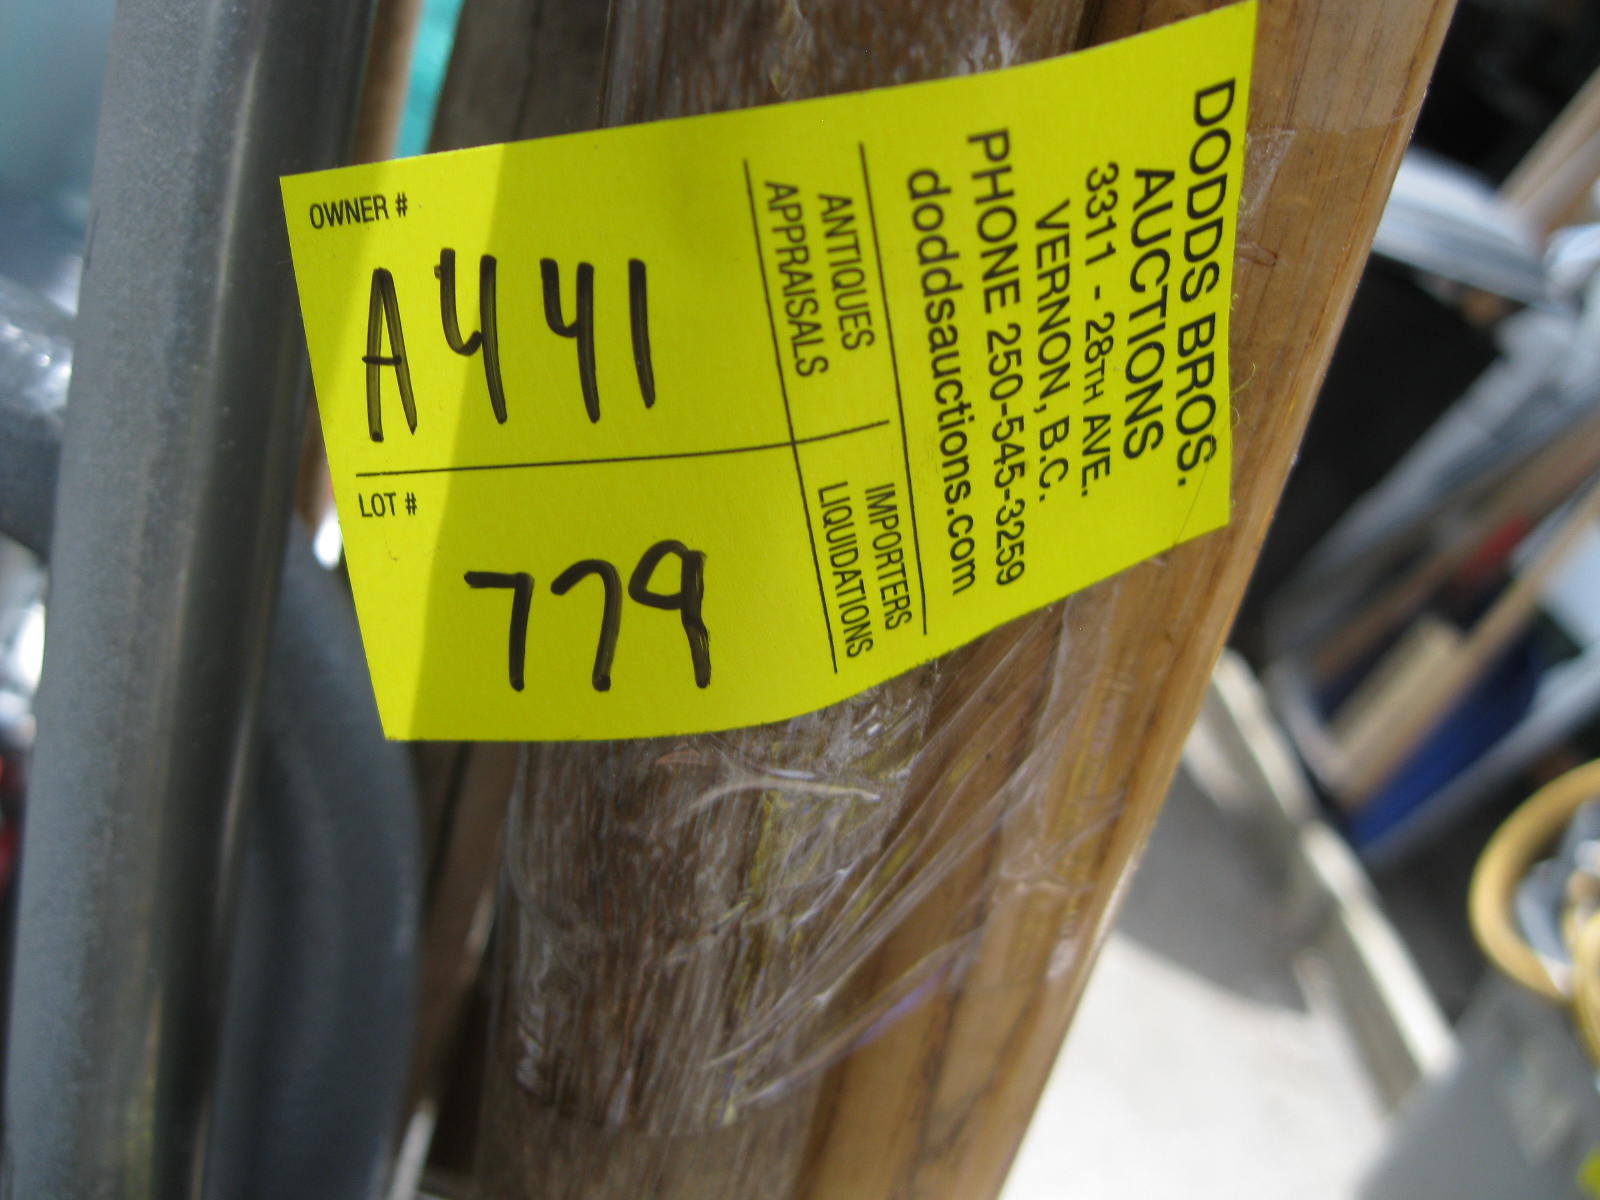 DODDS BROS.
AUCTIONS
3311 - 28TH AVE.
VERNON, B.C.
PHONE 250-545-3259
doddsauctions.com
ANTIQUES
APPRAISALS
IMPORTERS
LIQUIDATIONS
OWNER #
A441
LOT #
779